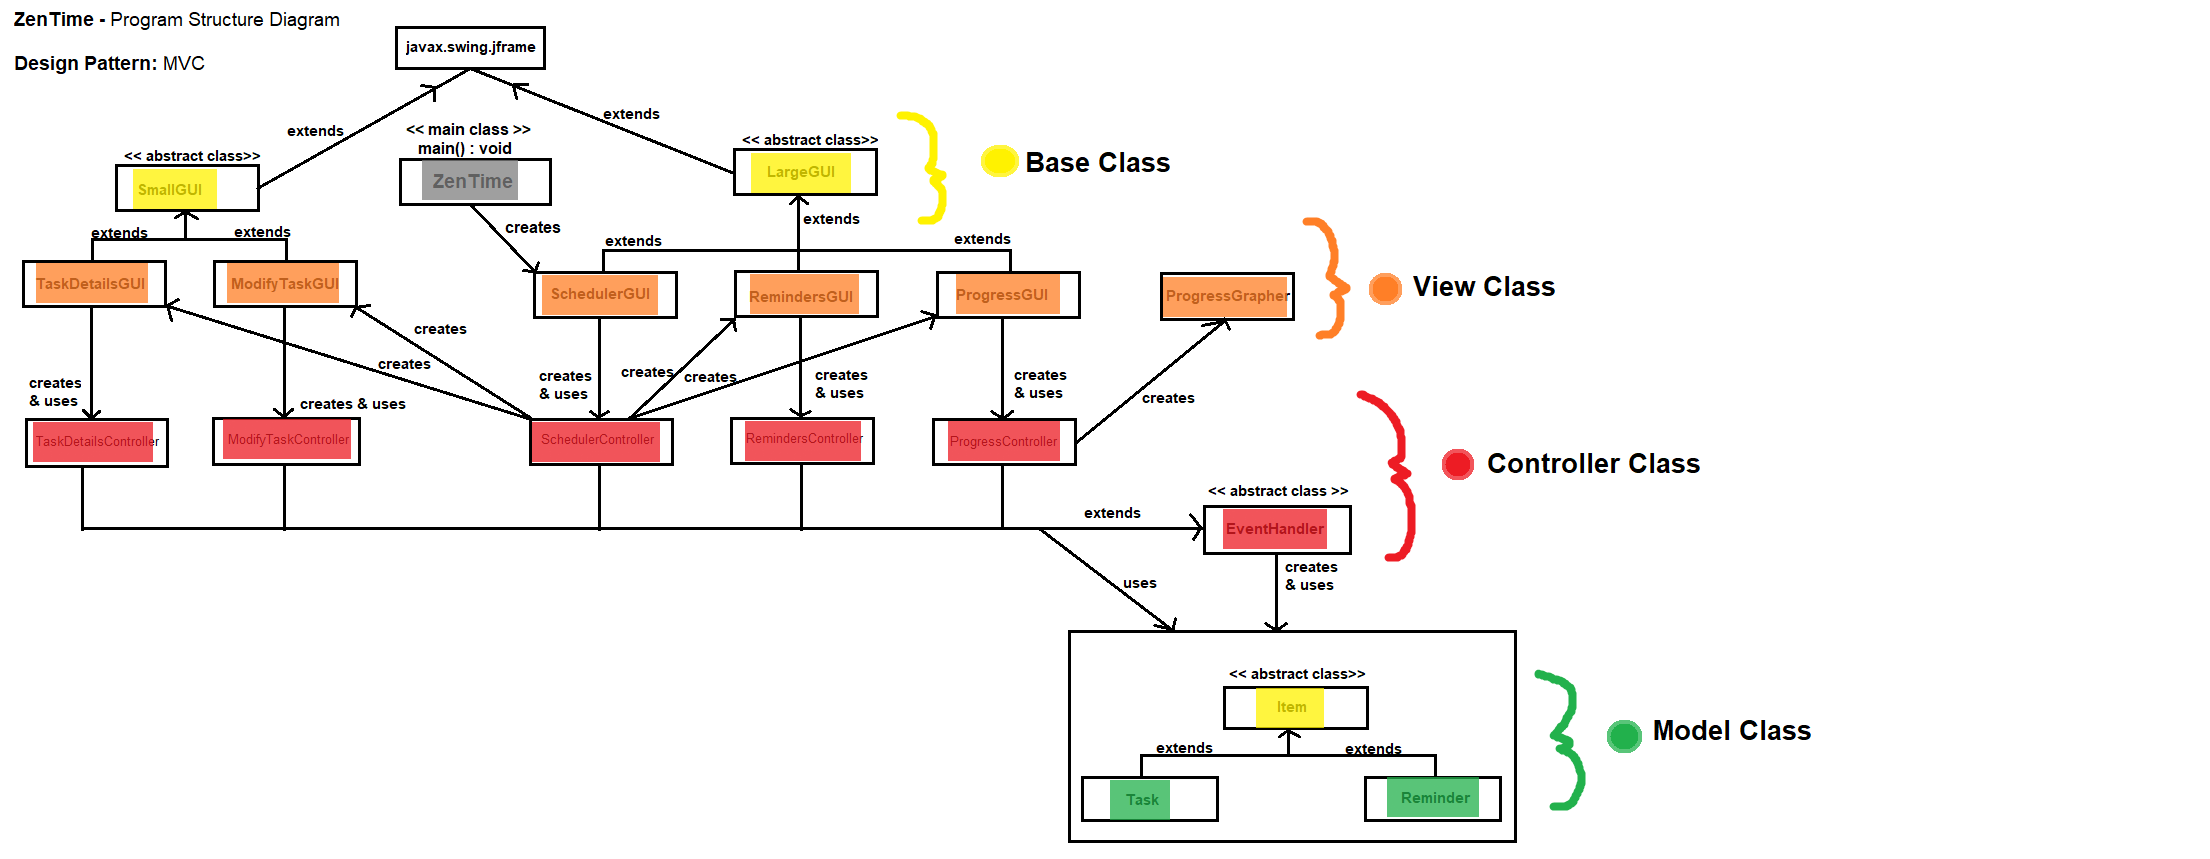 ZenTime - Program Structure Diagram
Design Pattern: MVC
javax.swing.jframe
extends
extends
<< main class >>
main() : void
ZenTime
<< abstract class>>
SmallGUI
<< abstract class>>
LargeGUI
Base Class
creates
extends
extends
extends
extends
extends
TaskDetailsGUI
ModifyTaskGUI
SchedulerGUI
RemindersGUI
ProgressGUI
ProgressGrapher
View Class
creates
creates
creates
& uses
creates & uses
creates
& uses
creates
creates
creates
& uses
creates
& uses
creates
TaskDetailsController
ModifyTaskController
SchedulerController
RemindersController
ProgressController
Controller Class
<< abstract class >>
EventHandler
extends
uses
creates
& uses
<< abstract class>>
Item
extends
extends
Task
Reminder
Model Class